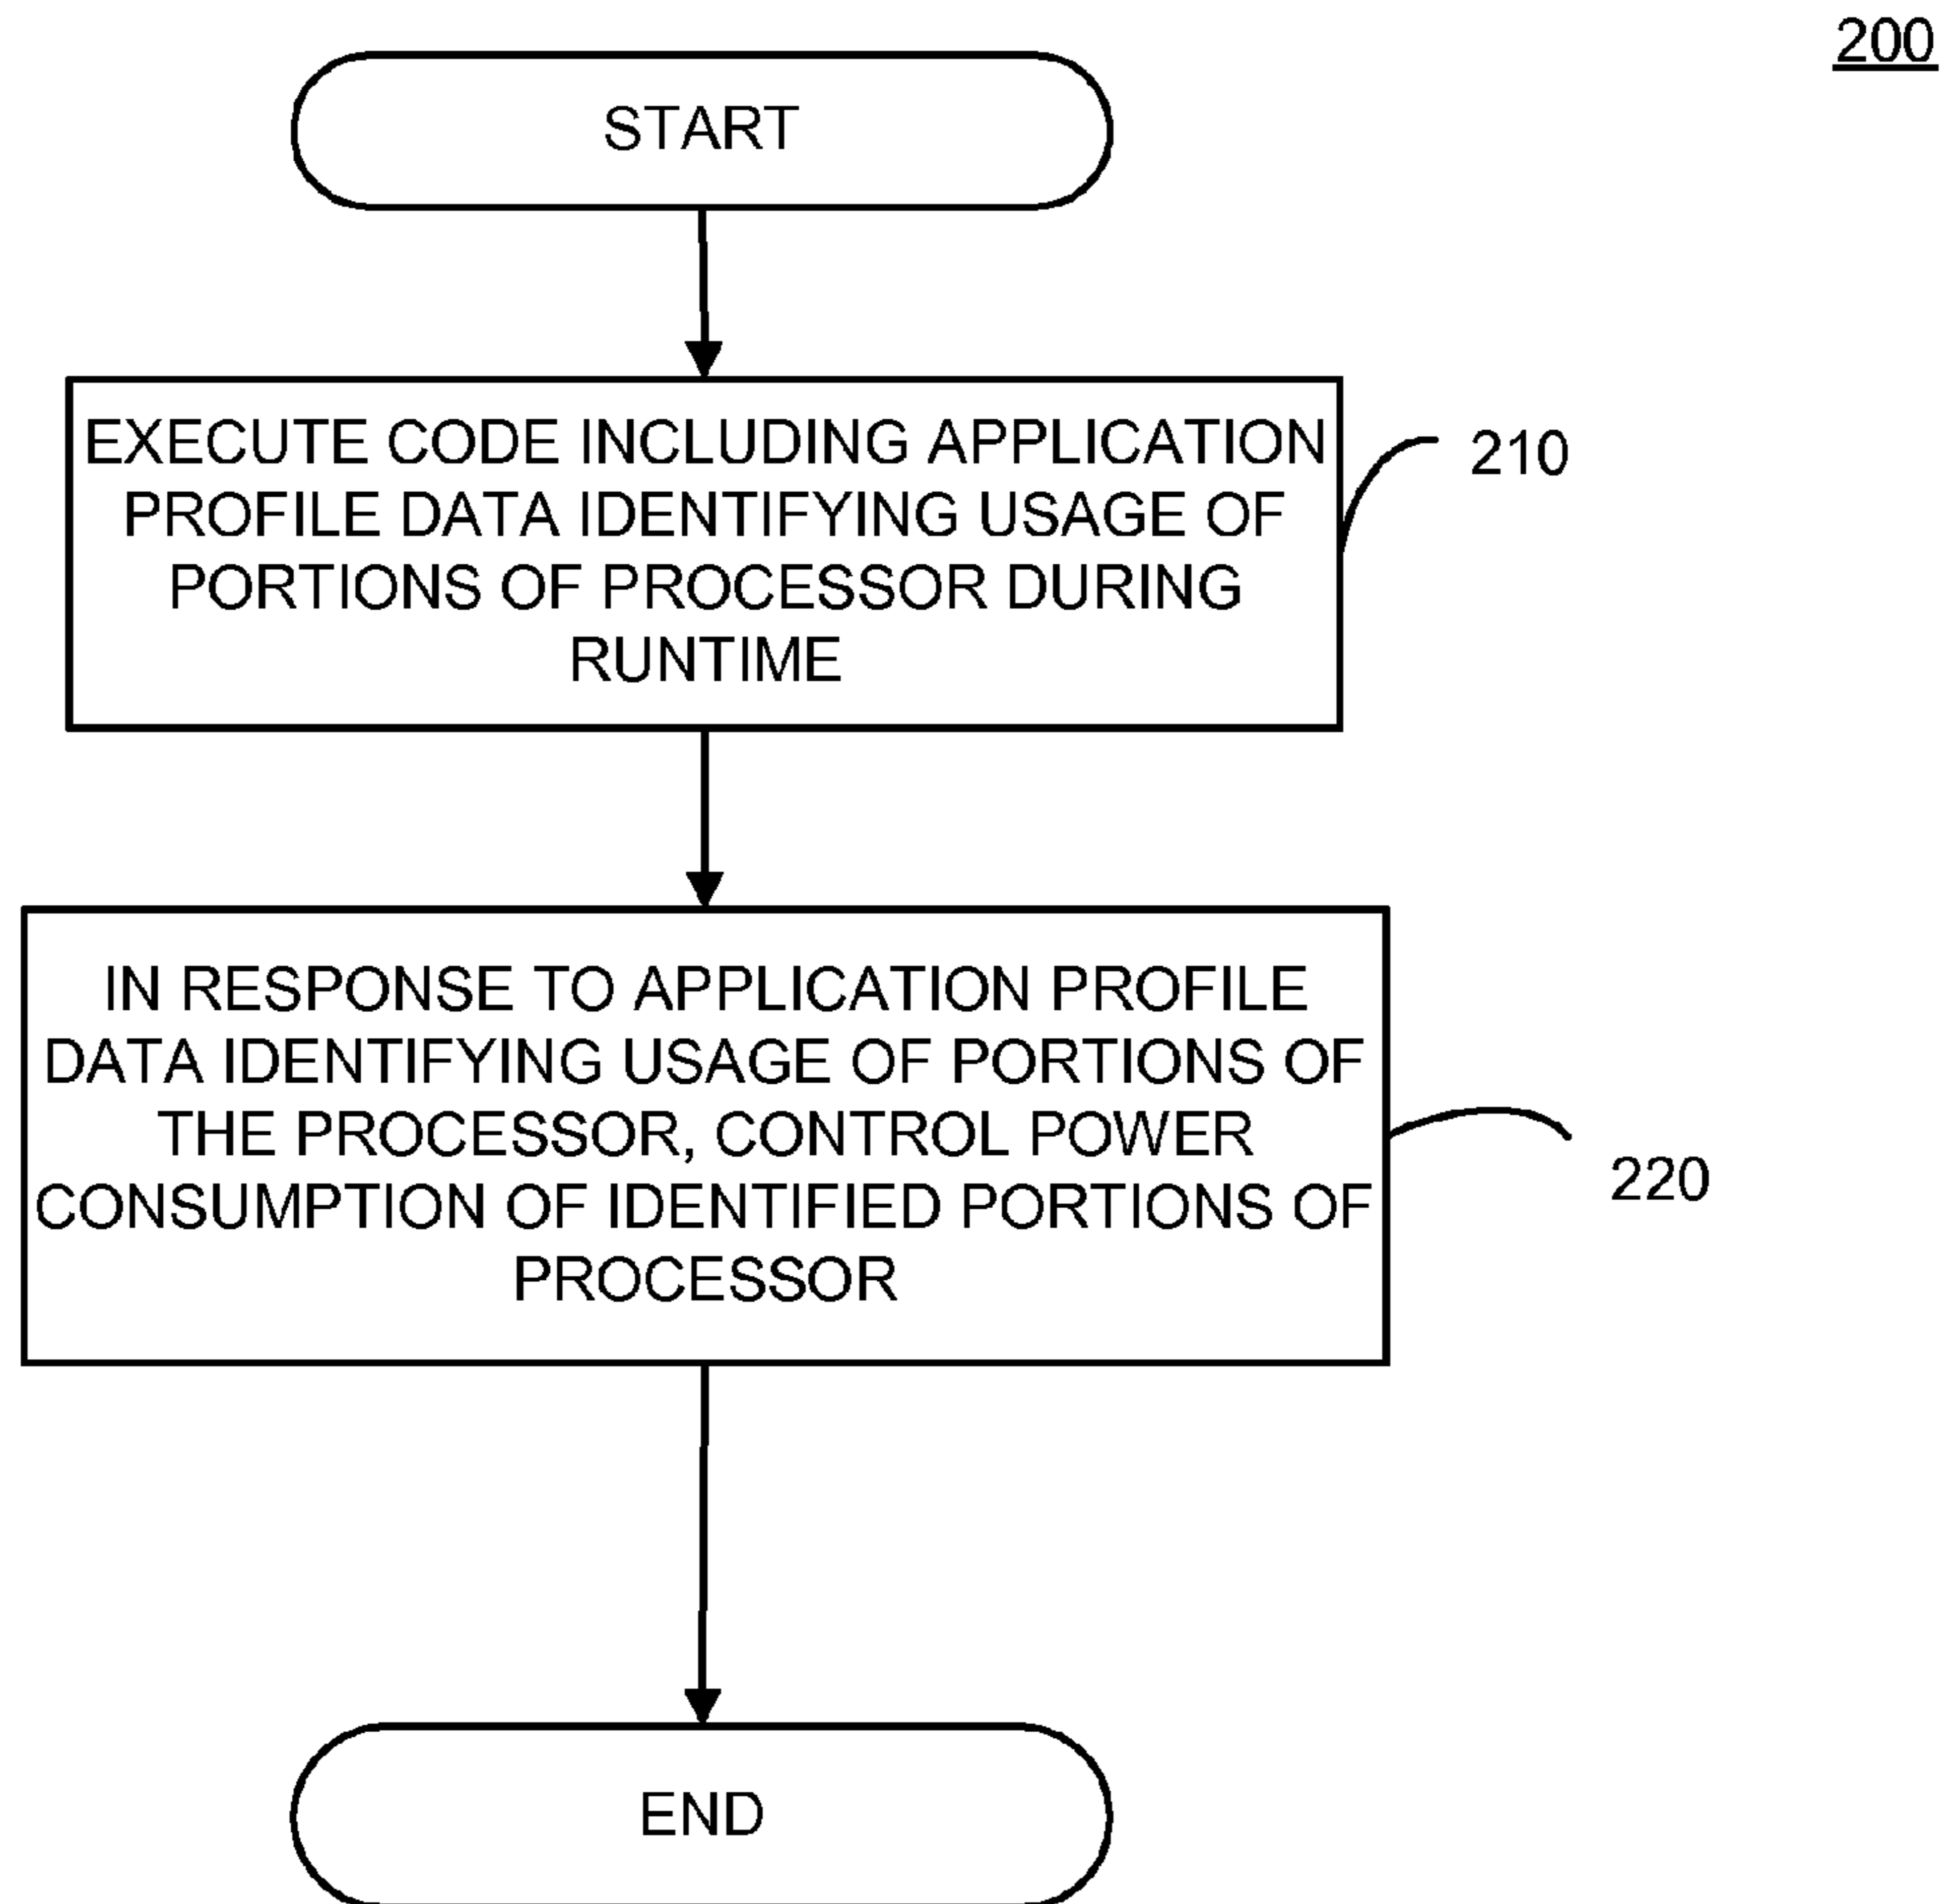 200
START
EXECUTE CODE INCLUDING APPLICATION
PROFILE DATA IDENTIFYING USAGE OF
PORTIONS OF PROCESSOR DURING
RUNTIME
210
IN RESPONSE TO APPLICATION PROFILE
DATA IDENTIFYING USAGE OF PORTIONS OF
THE PROCESSOR, CONTROL POWER
CONSUMPTION OF IDENTIFIED PORTIONS OF
PROCESSOR
220
END